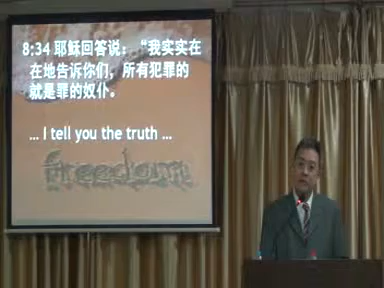 8:34 耶稣回答说：“我实实在
在地告诉你们，所有犯罪的
就是罪的奴仆。
... I tell you the truth ...
freedom